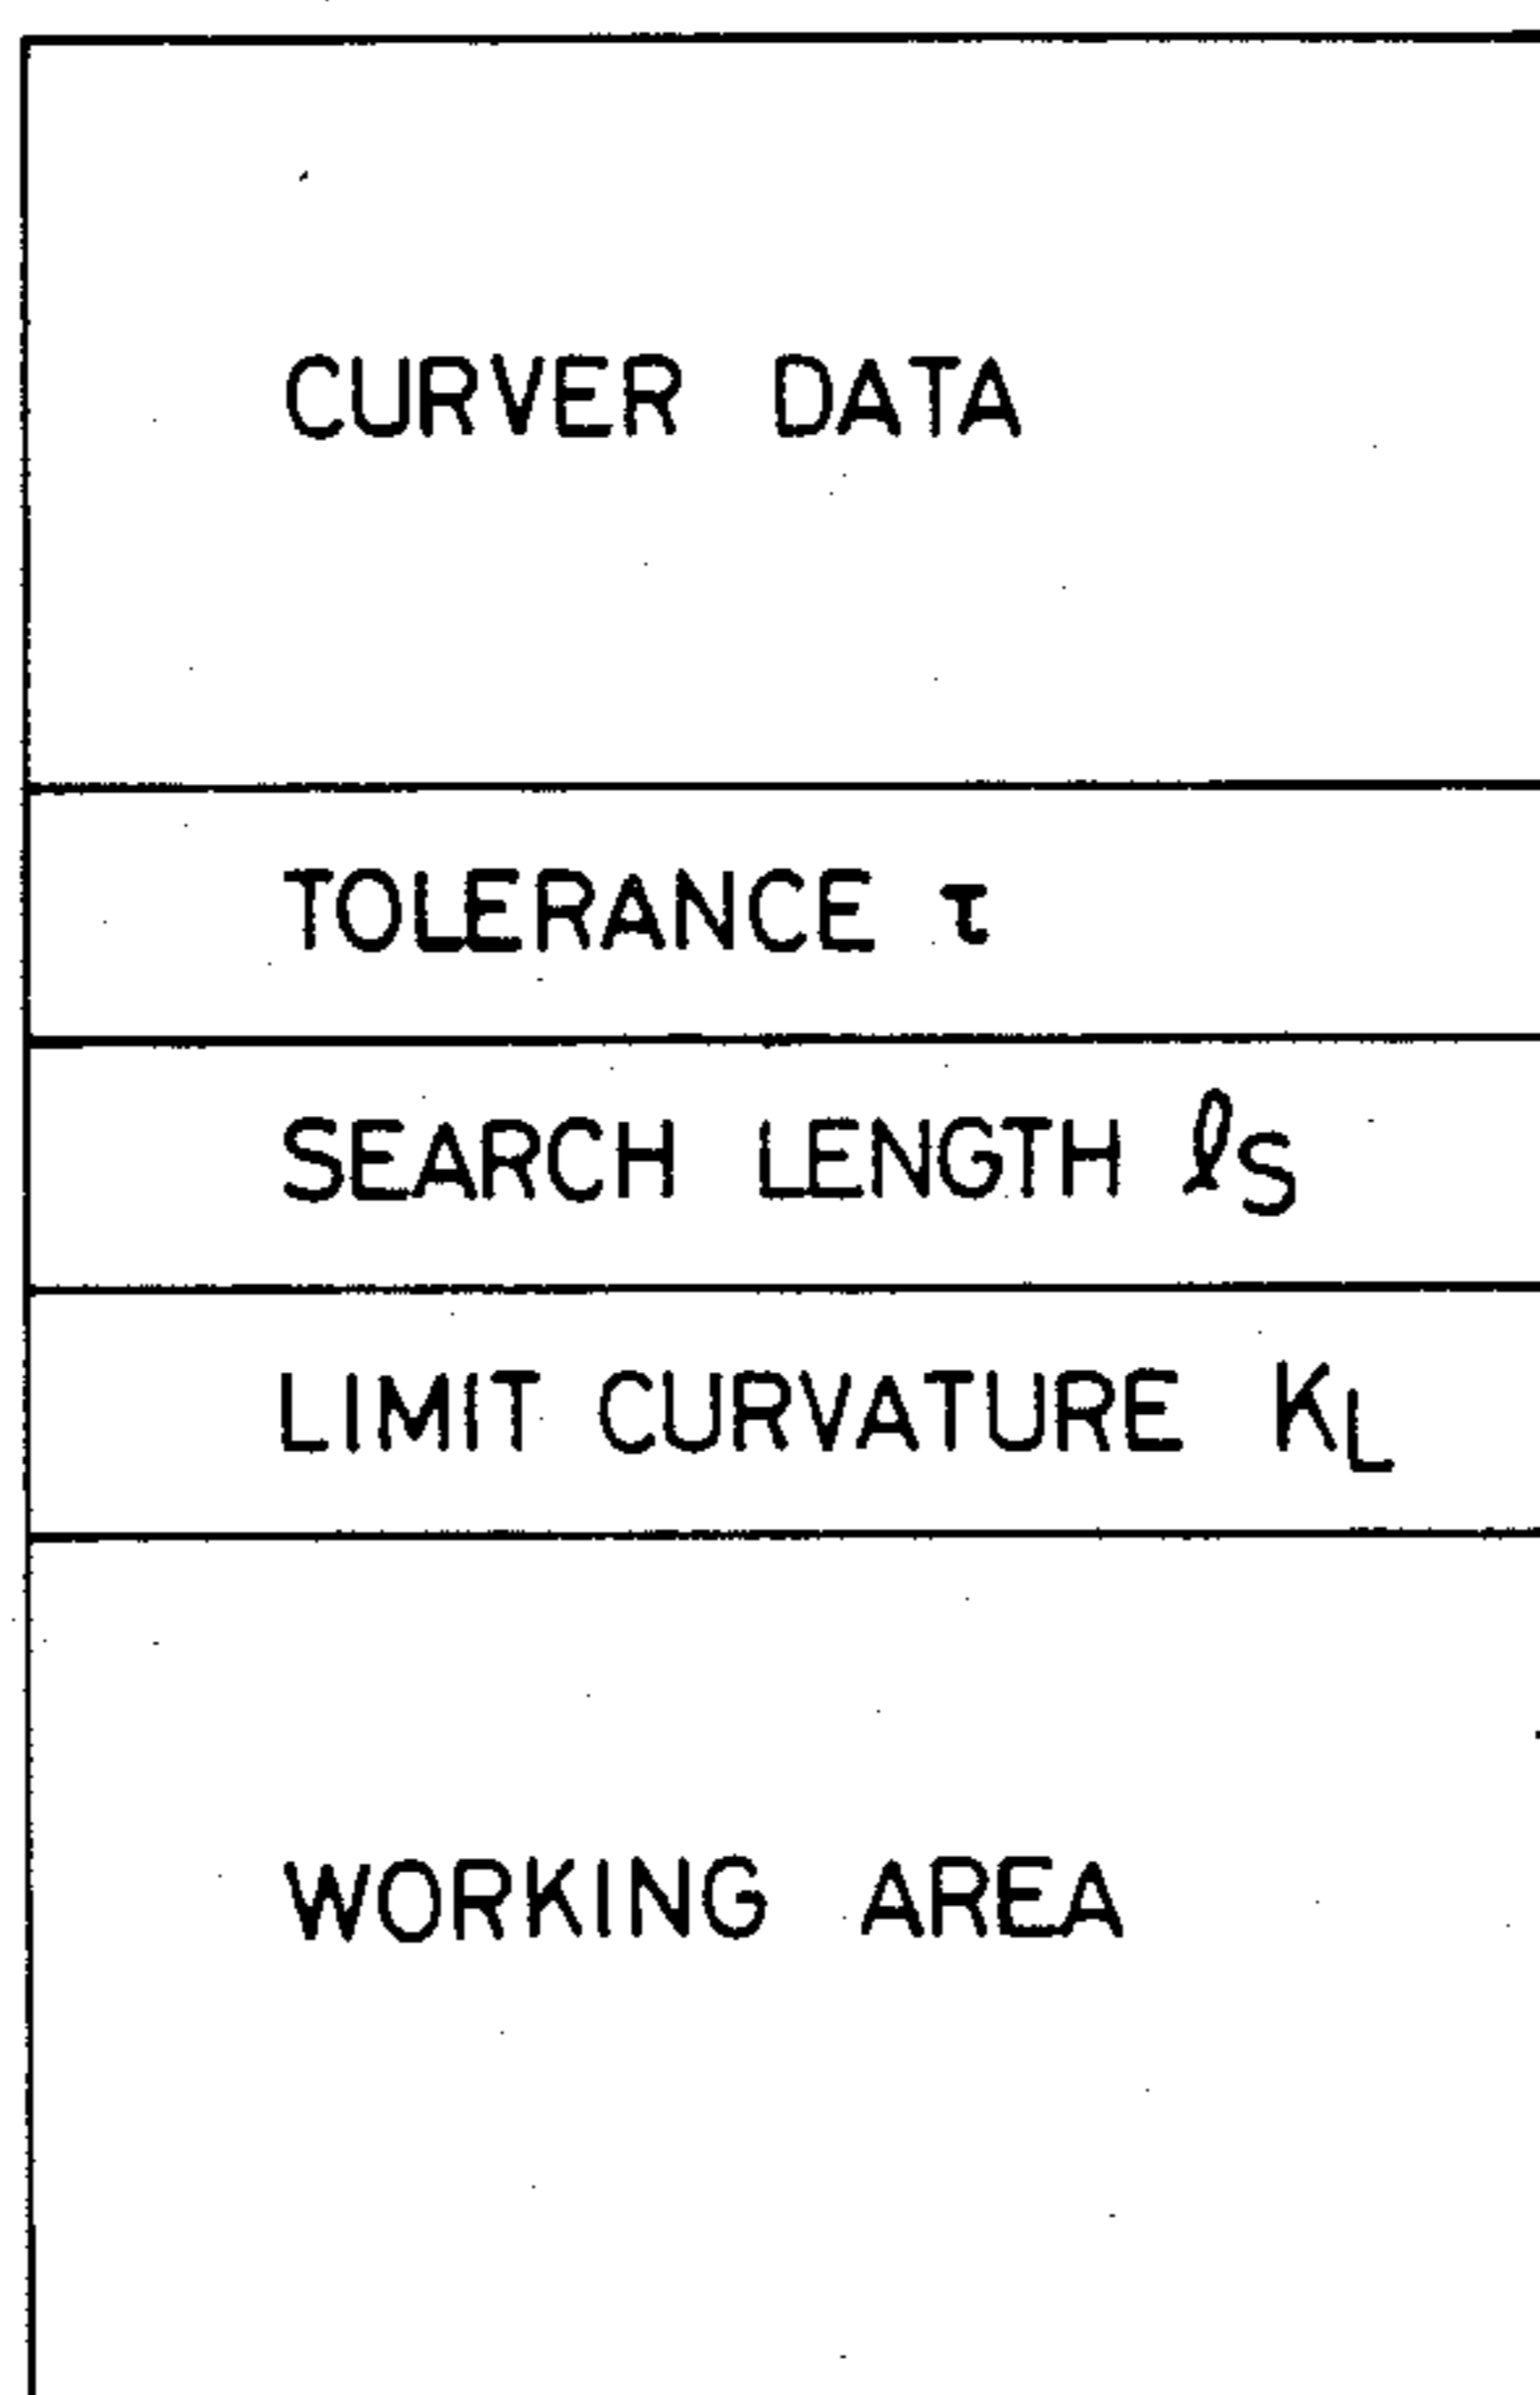 CURVER DATA
TOLERANCE τ
SEARCH LENGTH ℓS
LIMIT CURVATURE KL
WORKING AREA